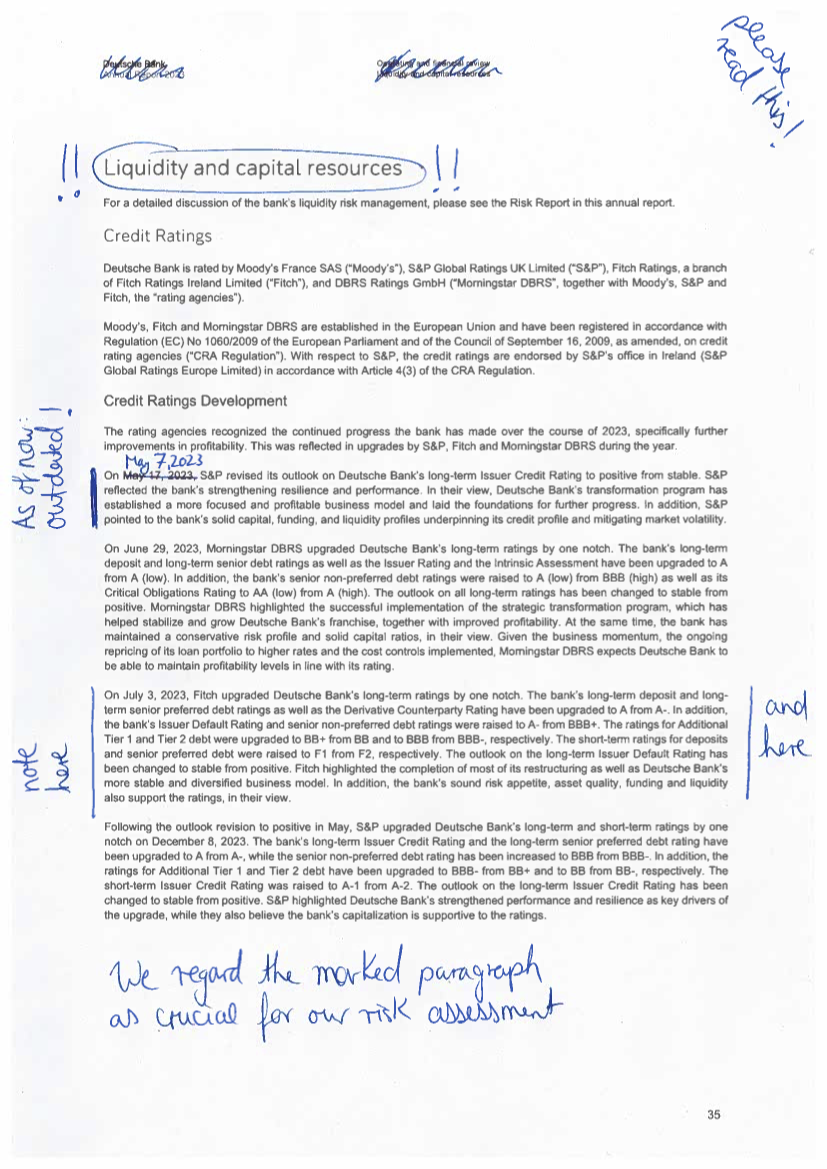 please
read this!
Deutsche Bank
Annual Report 2023
Operating and financial review
Liquidity and capital resources
!! Liquidity and capital resources !!
For a detailed discussion of the bank's liquidity risk management, please see the Risk Report in this annual report.
Credit Ratings
Deutsche Bank is rated by Moody's France SAS ("Moody's"), S&P Global Ratings UK Limited ("S&P"), Fitch Ratings, a branch
of Fitch Ratings Ireland Limited ("Fitch"), and DBRS Ratings GmbH ("Morningstar DBRS", together with Moody's, S&P and
Fitch, the "rating agencies").
Moody's, Fitch and Morningstar DBRS are established in the European Union and have been registered in accordance with
Regulation (EC) No 1060/2009 of the European Parliament and of the Council of September 16, 2009, as amended, on credit
rating agencies ("CRA Regulation"). With respect to S&P, the credit ratings are endorsed by S&P's office in Ireland (S&P
Global Ratings Europe Limited) in accordance with Article 4(3) of the CRA Regulation.
Credit Ratings Development
The rating agencies recognized the continued progress the bank has made over the course of 2023, specifically further
improvements in profitability. This was reflected in upgrades by S&P, Fitch and Morningstar DBRS during the year.
As of now:
outdated!
May 7, 2023
On May 17, 2023, S&P revised its outlook on Deutsche Bank's long-term Issuer Credit Rating to positive from stable. S&P
reflected the bank's strengthening resilience and performance. In their view, Deutsche Bank's transformation program has
established a more focused and profitable business model and laid the foundations for further progress. In addition, S&P
pointed to the bank's solid capital, funding, and liquidity profiles underpinning its credit profile and mitigating market volatility.
On June 29, 2023, Morningstar DBRS upgraded Deutsche Bank's long-term ratings by one notch. The bank's long-term
deposit and long-term senior debt ratings as well as the Issuer Rating and the Intrinsic Assessment have been upgraded to A
from A (low). In addition, the bank's senior non-preferred debt ratings were raised to A (low) from BBB (high) as well as its
Critical Obligations Rating to AA (low) from A (high). The outlook on all long-term ratings has been changed to stable from
positive. Morningstar DBRS highlighted the successful implementation of the strategic transformation program, which has
helped stabilize and grow Deutsche Bank's franchise, together with improved profitability. At the same time, the bank has
maintained a conservative risk profile and solid capital ratios, in their view. Given the business momentum, the ongoing
repricing of its loan portfolio to higher rates and the cost controls implemented, Morningstar DBRS expects Deutsche Bank to
be able to maintain profitability levels in line with its rating.
note
here
On July 3, 2023, Fitch upgraded Deutsche Bank's long-term ratings by one notch. The bank's long-term deposit and long-
term senior debt ratings as well as the Derivative Counterparty Rating have been upgraded to A from A-. In addition,
the bank's Issuer Default Rating and senior non-preferred debt ratings were raised to A- from BBB+. The ratings for Additional
Tier 1 and Tier 2 debt were upgraded to BB+ from BB and to BBB from BBB-, respectively. The short-term ratings for deposits
and senior preferred debt were raised to F1 from F2, respectively. The outlook on the long-term Issuer Default Rating has
been changed to stable from positive. Fitch highlighted the completion of most of its restructuring as well as Deutsche Bank's
more stable and diversified business model. In addition, the bank's sound risk appetite, asset quality, funding and liquidity
also support the ratings, in their view.
and
here
Following the outlook revision to positive in May, S&P upgraded Deutsche Bank's long-term and short-term ratings by one
notch on December 8, 2023. The bank's long-term Issuer Credit Rating and the long-term senior preferred debt rating have
been upgraded to A from A-, while the senior non-preferred debt rating has been increased to BBB from BBB-. In addition, the
ratings for Additional Tier 1 and Tier 2 debt have been upgraded to BBB- from BB+ and to BB from BB-, respectively. The
short-term Issuer Credit Rating was raised to A-1 from A-2. The outlook on the long-term Issuer Credit Rating has been
changed to stable from positive. S&P highlighted Deutsche Bank's strengthened performance and resilience as key drivers of
the upgrade, while they also believe the bank's capitalization is supportive to the ratings.
We regard the marked paragraph
as crucial for our risk assessment
35